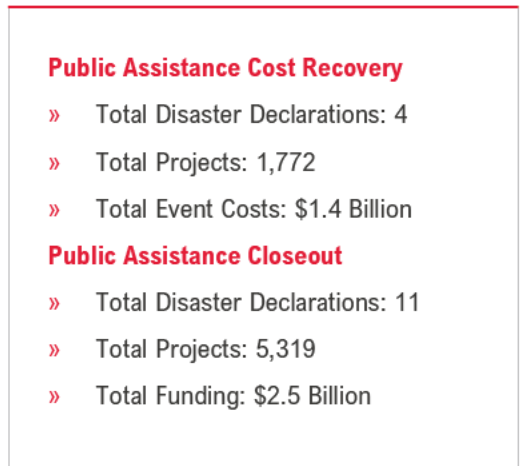 Public Assistance Cost Recovery
» Total Disaster Declarations: 4
» Total Projects: 1,772
» Total Event Costs: $1.4 Billion
Public Assistance Closeout
» Total Disaster Declarations: 11
» Total Projects: 5,319
» Total Funding: $2.5 Billion